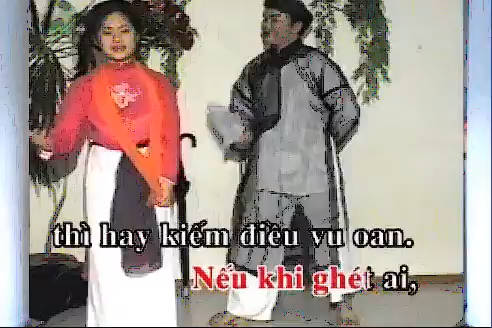 thì hay kiếm điều vu oan.
Nếu khi ghét ai,